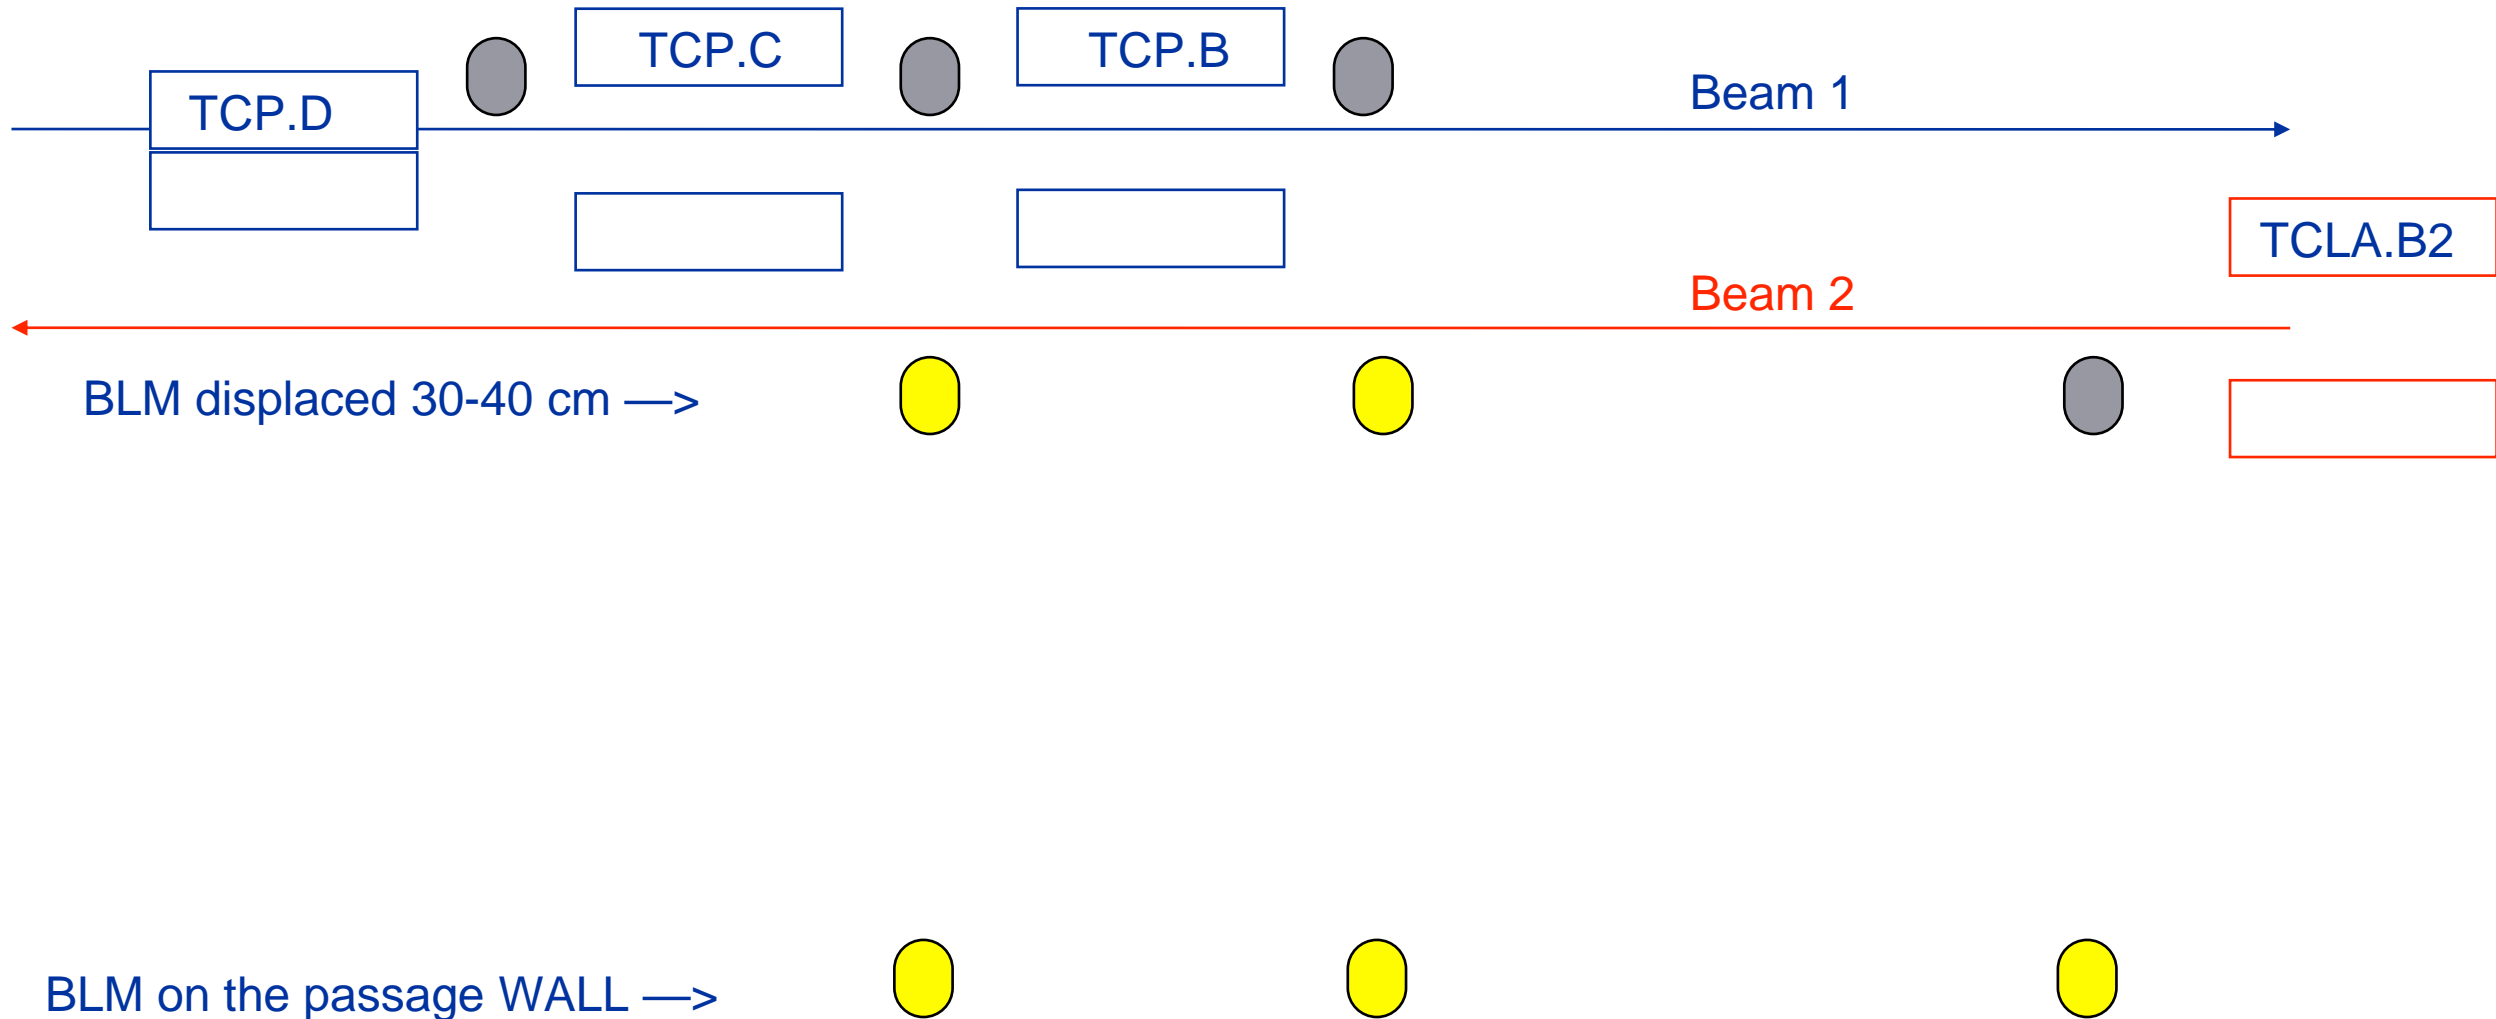 TCP.C
TCP.B
TCP.D
Beam 1
TCLA.B2
Beam 2
BLM displaced 30-40 cm —>
BLM on the passage WALL —>